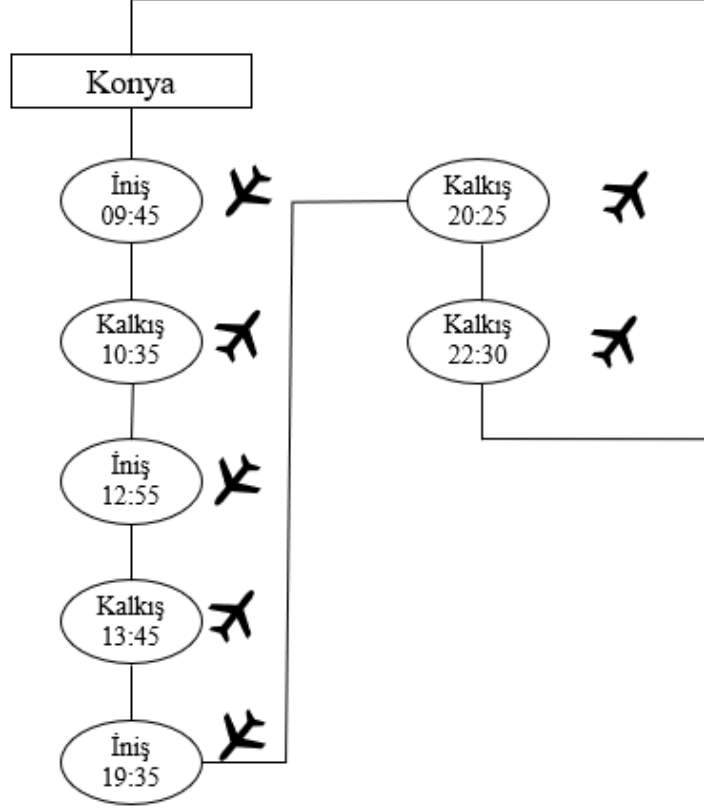 Konya
İniş
09:45
Kalkış
10:35
İniş
12:55
Kalkış
13:45
İniş
19:35
Kalkış
20:25
Kalkış
22:30